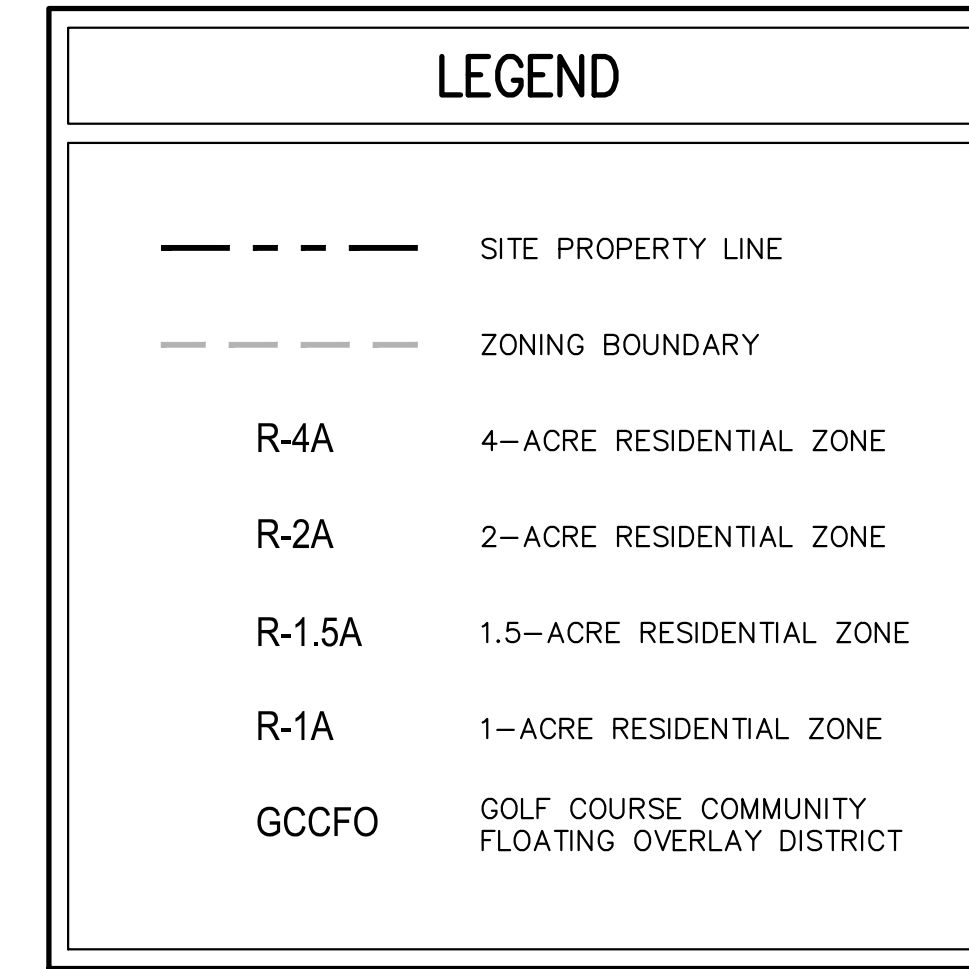 LEGEND
SITE PROPERTY LINE
ZONING BOUNDARY
R-4A 4-ACRE RESIDENTIAL ZONE
R-2A 2-ACRE RESIDENTIAL ZONE
R-1.5A 1.5-ACRE RESIDENTIAL ZONE
R-1A 1-ACRE RESIDENTIAL ZONE
GCCFO GOLF COURSE COMMUNITY
FLOATING OVERLAY DISTRICT